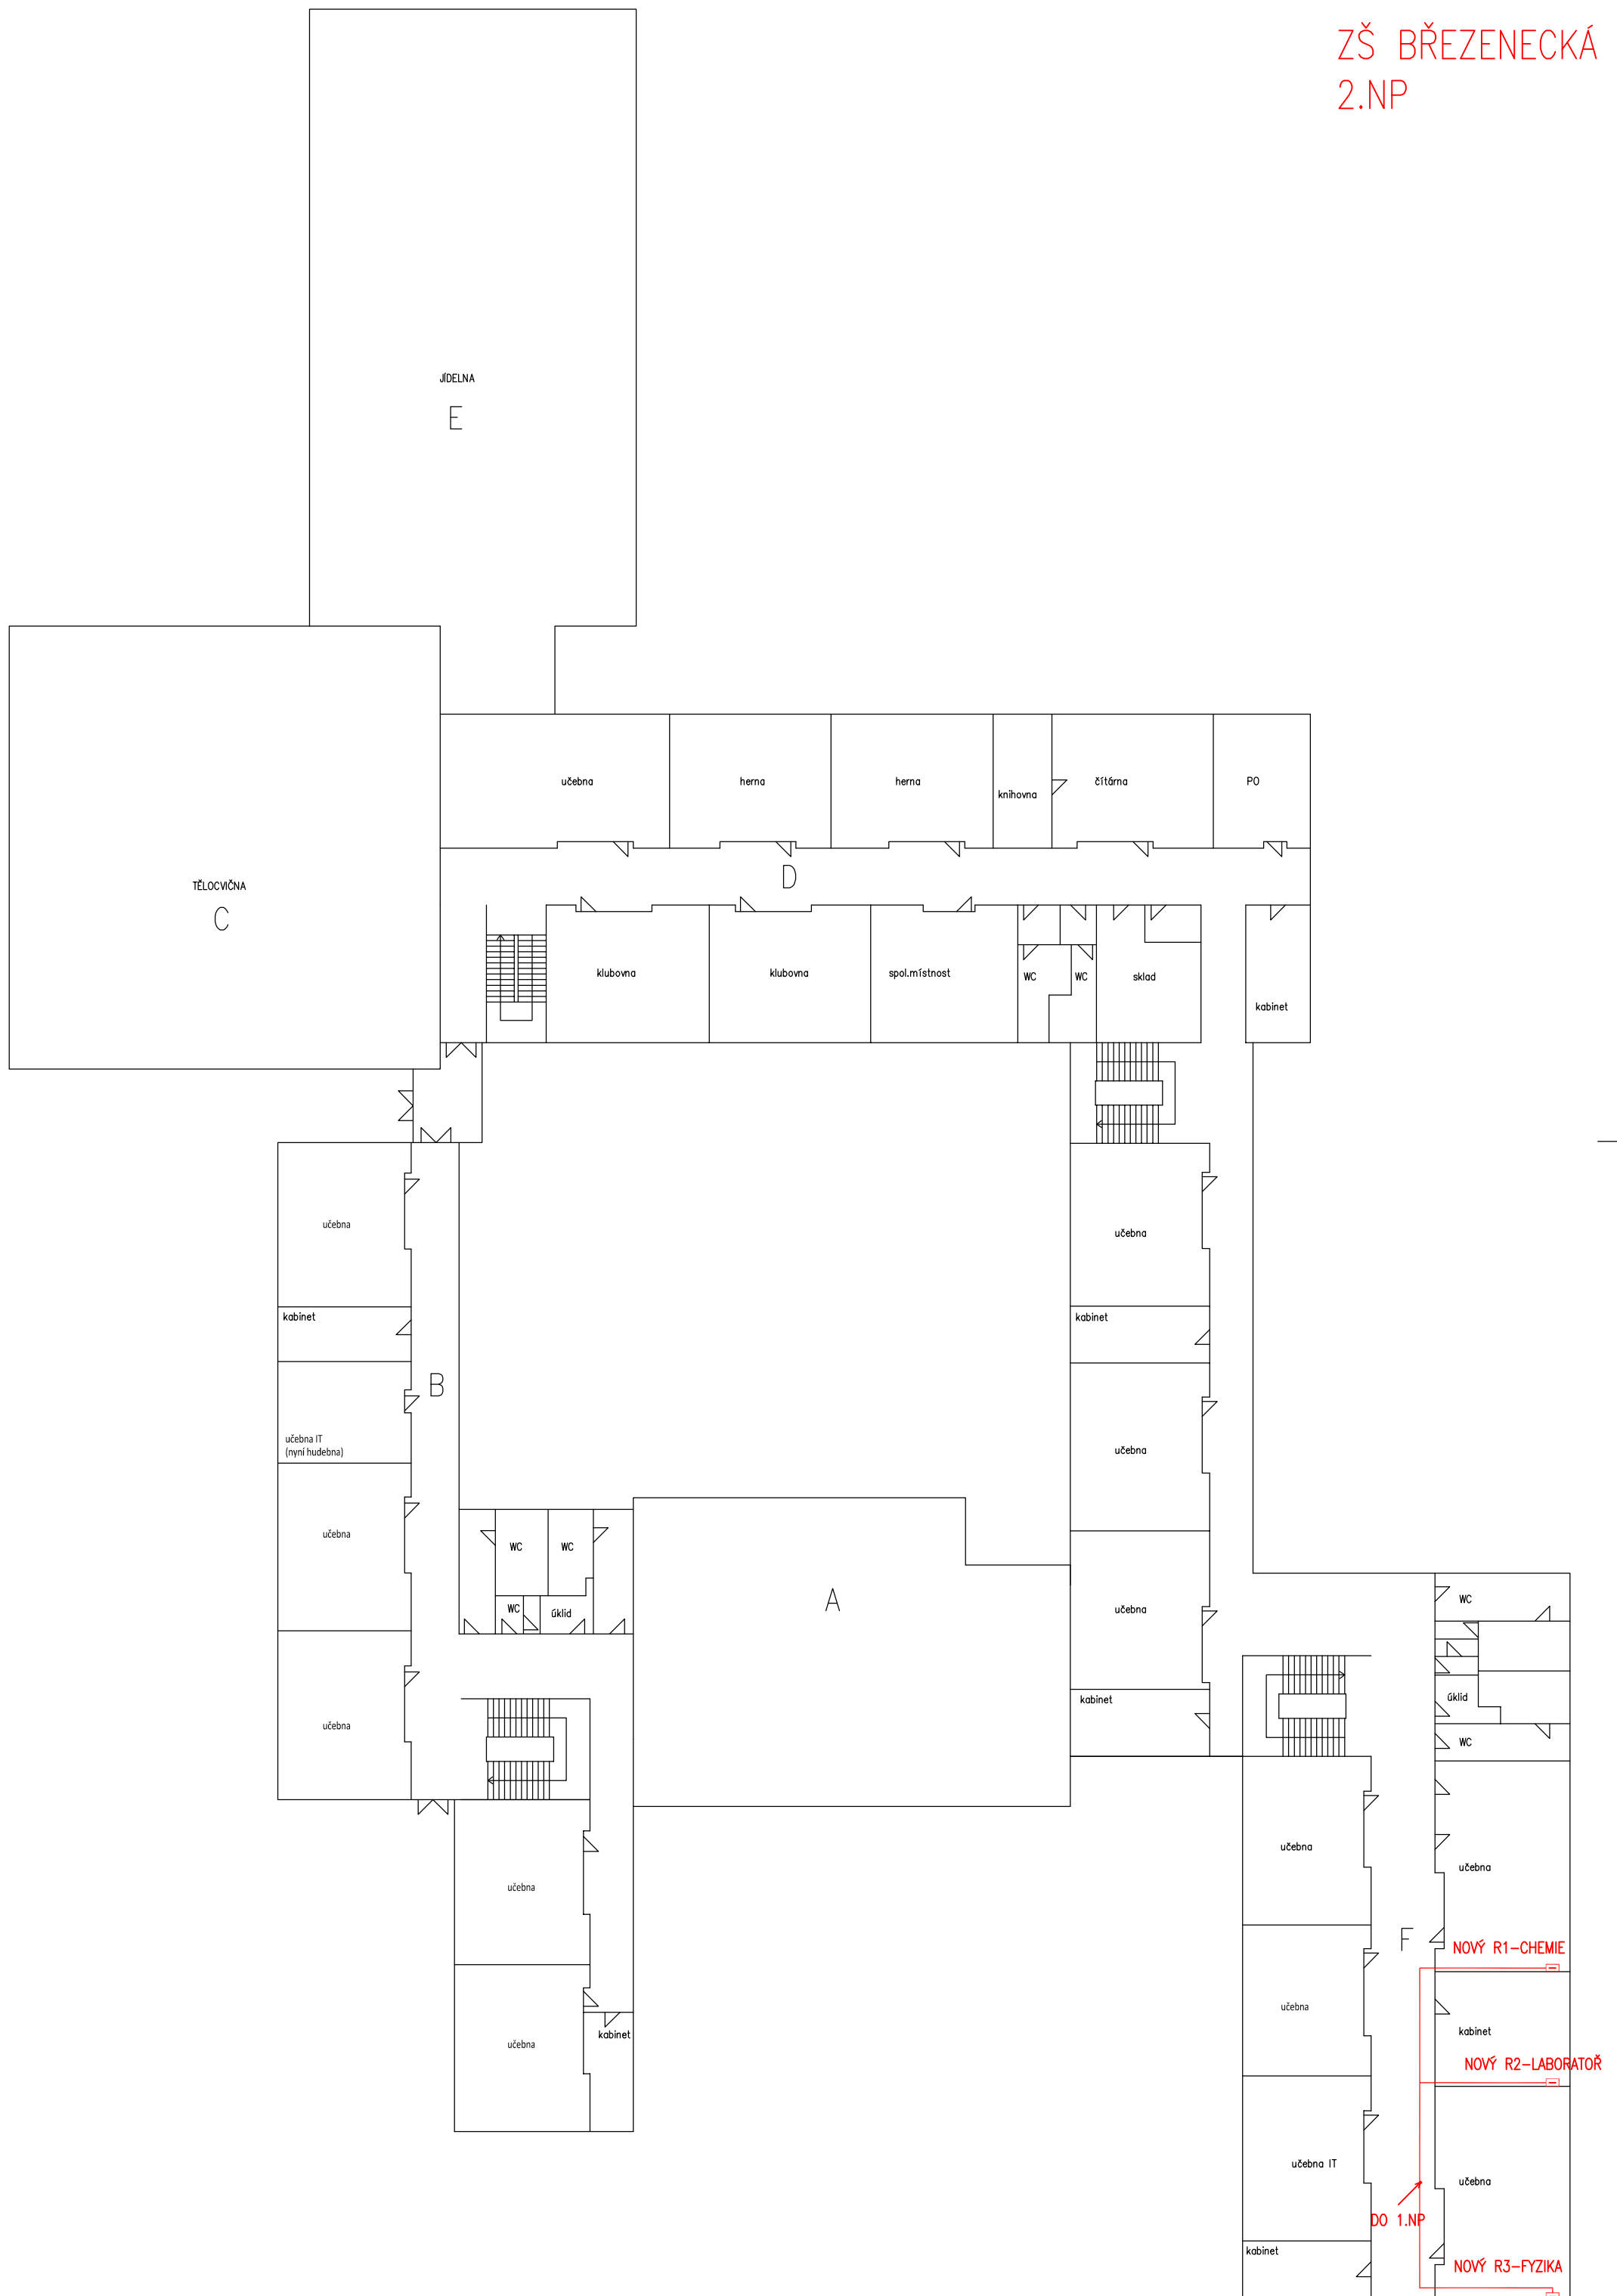 ZŠ BŘEZENECKÁ
2.NP
JÍDELNA
E
TĚLOCVIČNA
C
učebna
herna
herna
knihovna
čítárna
PO
D
klubovna
klubovna
spol.místnost
WC
WC
sklad
kabinet
učebna
kabinet
B
učebna IT
(nyní hudebna)
učebna
učebna
WC
WC
WC
úklid
A
učebna
kabinet
učebna
učebna
kabinet
WC
úklid
WC
učebna
učebna
kabinet
učebna
učebna
učebna IT
kabinet
F
učebna
NOVÝ R1-CHEMIE
kabinet
NOVÝ R2-LABORATOŘ
učebna
DO 1.NP
NOVÝ R3-FYZIKA